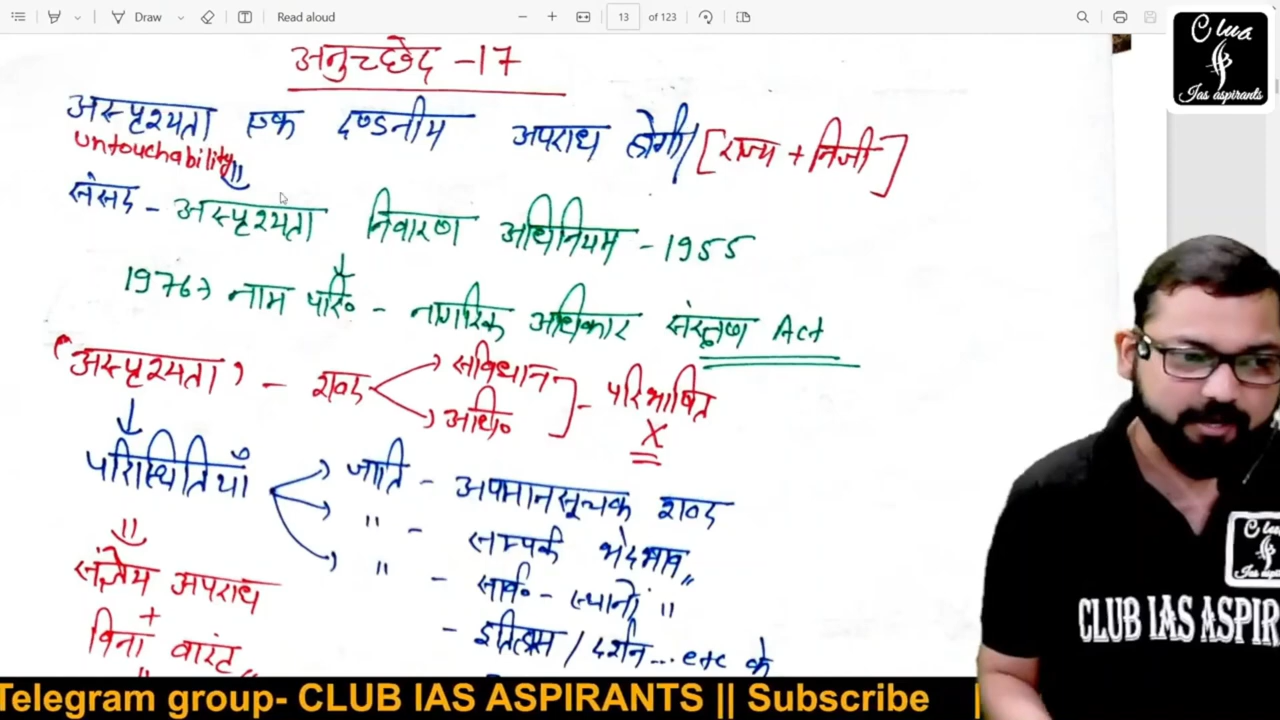 Draw
Read aloud
13 of 123
Clua
Ias aspirants
अनुच्छेद -17
अस्पृश्यता एक दण्डनीय अपराध होगी/ [राज्य + निजी]
untouchability
संसद - अस्पृश्यता निवारण अधिनियम - 1955
1976→ नाम परि० - नागरिक अधिकार संरक्षण Act
'अस्पृश्यता' - शब्द → संविधान
→ अधि० ] - परिभाषित X
परिस्थितियाँ → जाति - अपमानसूचक शब्द
→ " - सम्पर्क भेदभाव "
→ " - सार्व० - स्थानों "
- इतिहास / दर्शन... etc के
संज्ञेय अपराध
+
बिना वारंट "
CLUB IAS ASPIR
Telegram group- CLUB IAS ASPIRANTS || Subscribe |